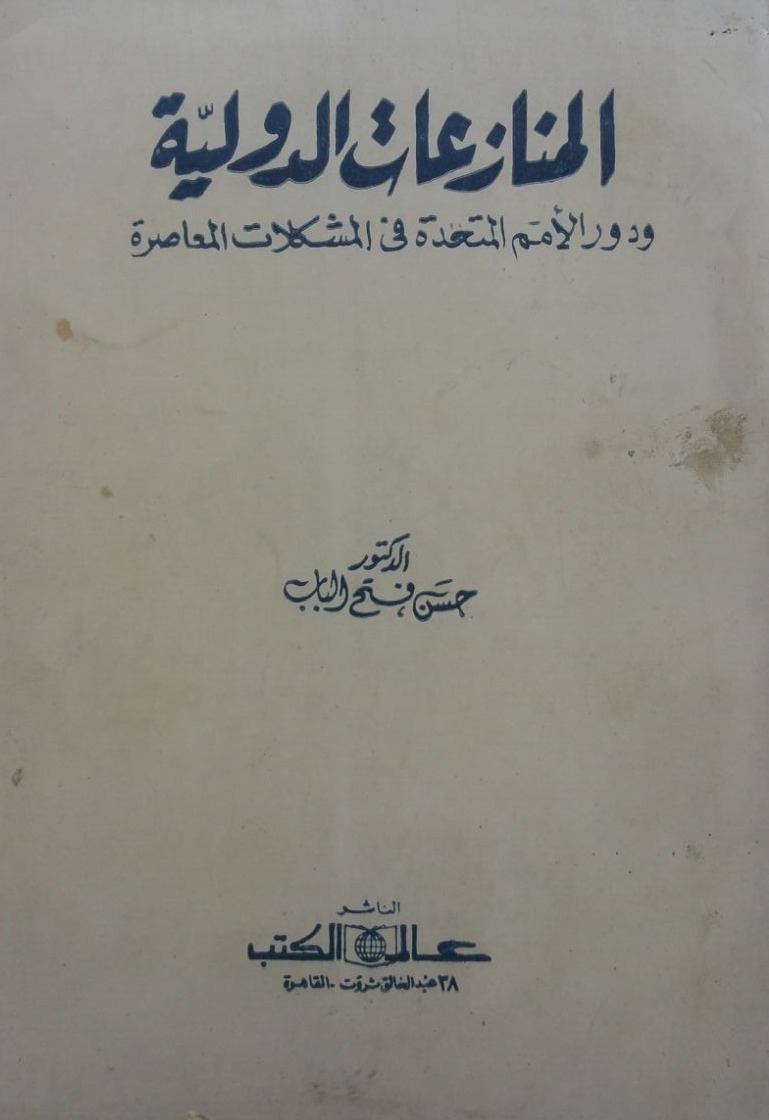 المنازعات الدوليّة
ودور الأمم المتحدة فى المشكلات المعاصرة
الدكتور
حسن فتح الباب
الناشر
عالم الكتب
٣٨ عبد الخالق ثروت - القاهرة